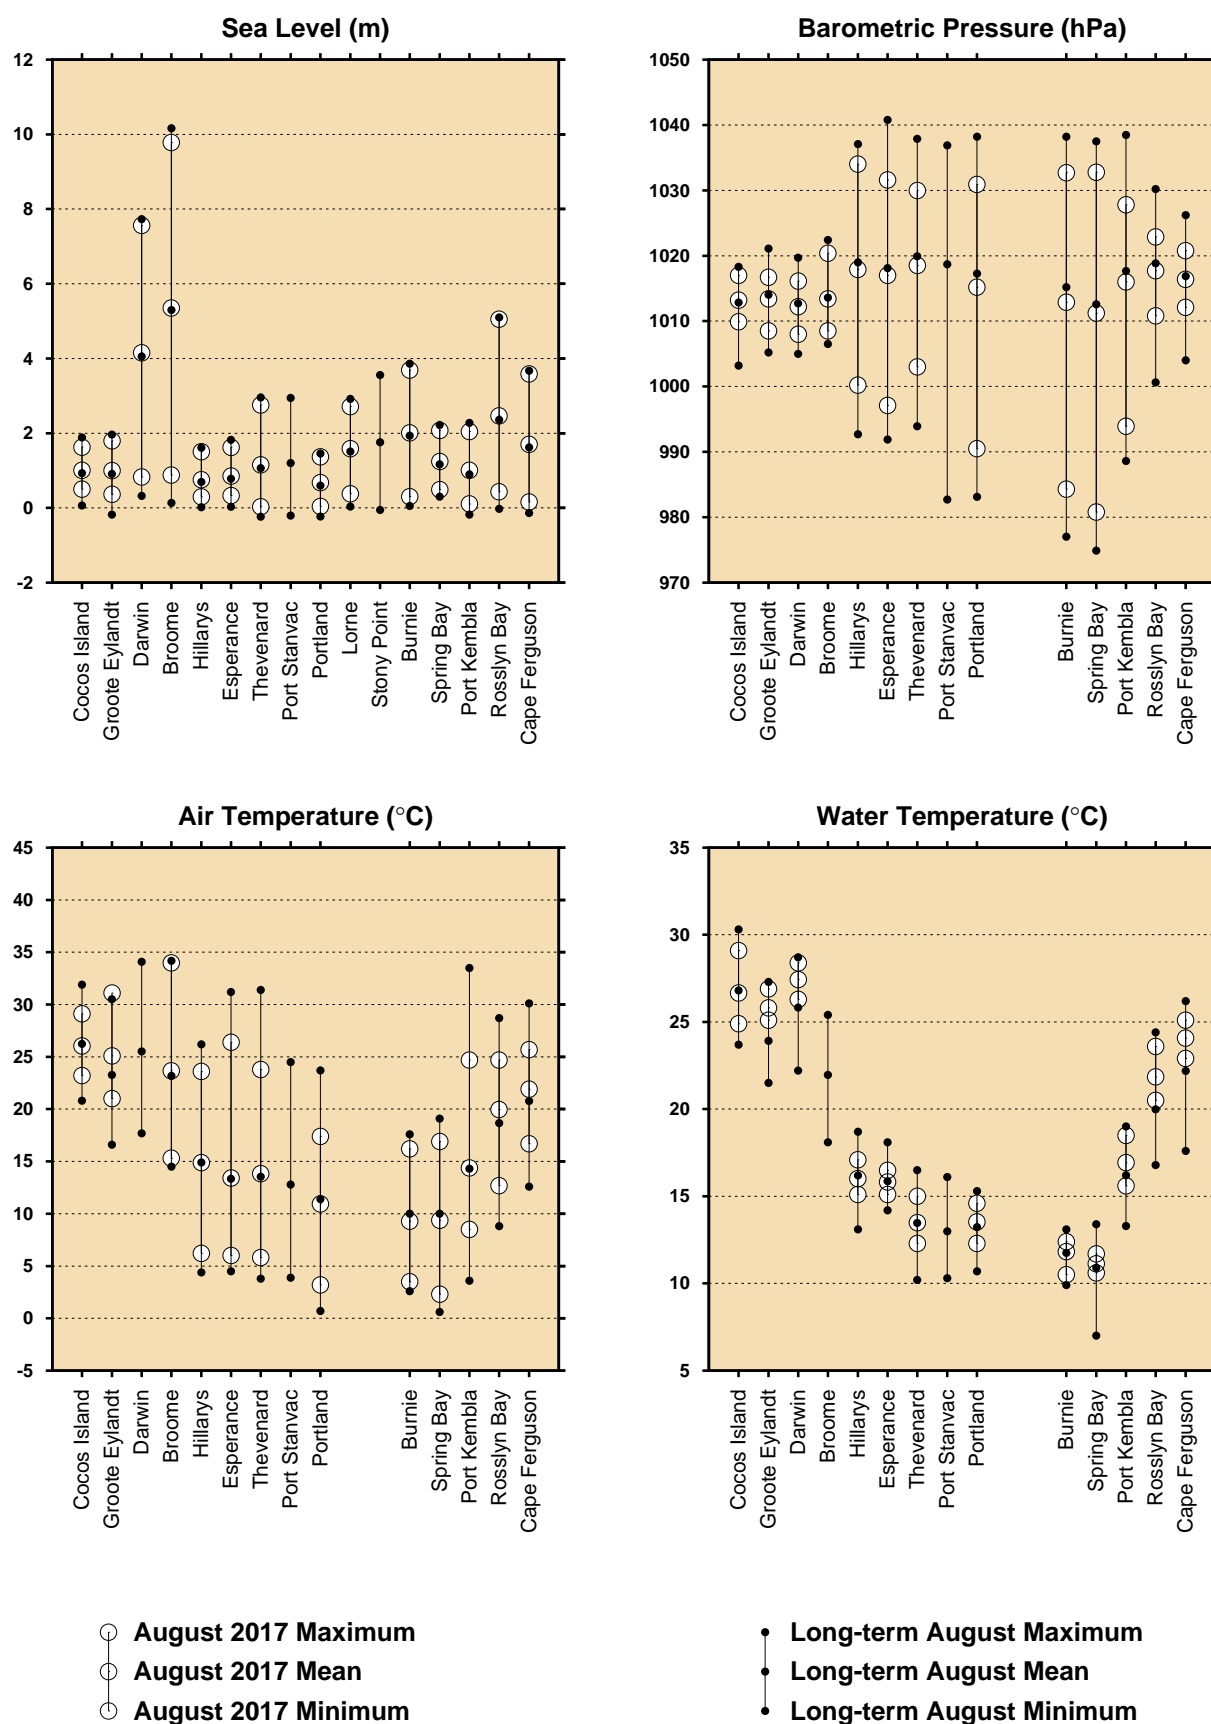 Sea Level (m)
12
10
8
6
4
2
0
-2
Cocos Island
Groote Eylandt
Darwin
Broome
Hillarys
Esperance
Thevenard
Port Stanvac
Portland
Lorne
Stony Point
Burnie
Spring Bay
Port Kembla
Rosslyn Bay
Cape Ferguson
Barometric Pressure (hPa)
1050
1040
1030
1020
1010
1000
990
980
970
Cocos Island
Groote Eylandt
Darwin
Broome
Hillarys
Esperance
Thevenard
Port Stanvac
Portland
Burnie
Spring Bay
Port Kembla
Rosslyn Bay
Cape Ferguson
Air Temperature (°C)
45
40
35
30
25
20
15
10
5
0
-5
Cocos Island
Groote Eylandt
Darwin
Broome
Hillarys
Esperance
Thevenard
Port Stanvac
Portland
Burnie
Spring Bay
Port Kembla
Rosslyn Bay
Cape Ferguson
Water Temperature (°C)
35
30
25
20
15
10
5
Cocos Island
Groote Eylandt
Darwin
Broome
Hillarys
Esperance
Thevenard
Port Stanvac
Portland
Burnie
Spring Bay
Port Kembla
Rosslyn Bay
Cape Ferguson
August 2017 Maximum
August 2017 Mean
August 2017 Minimum
Long-term August Maximum
Long-term August Mean
Long-term August Minimum